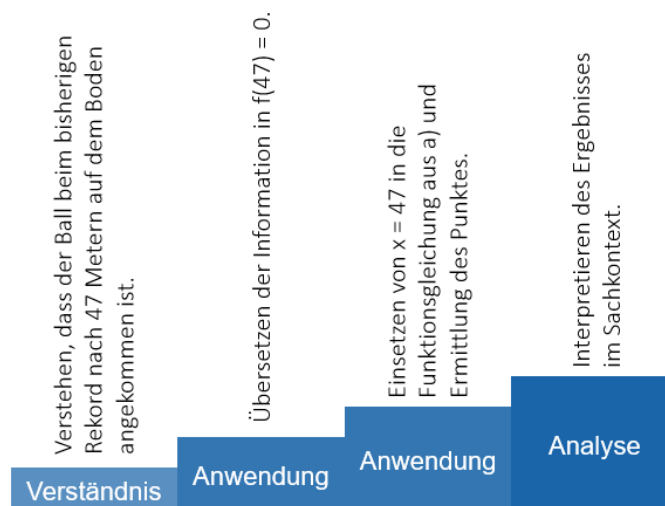 Verstehen, dass der Ball beim bisherigen
Rekord nach 47 Metern auf dem Boden
angekommen ist.
Verständnis
Übersetzen der Information in f(47) = 0.
Anwendung
Einsetzen von x = 47 in die
Funktionsgleichung aus a) und
Ermittlung des Punktes.
Anwendung
Interpretieren des Ergebnisses
im Sachkontext.
Analyse